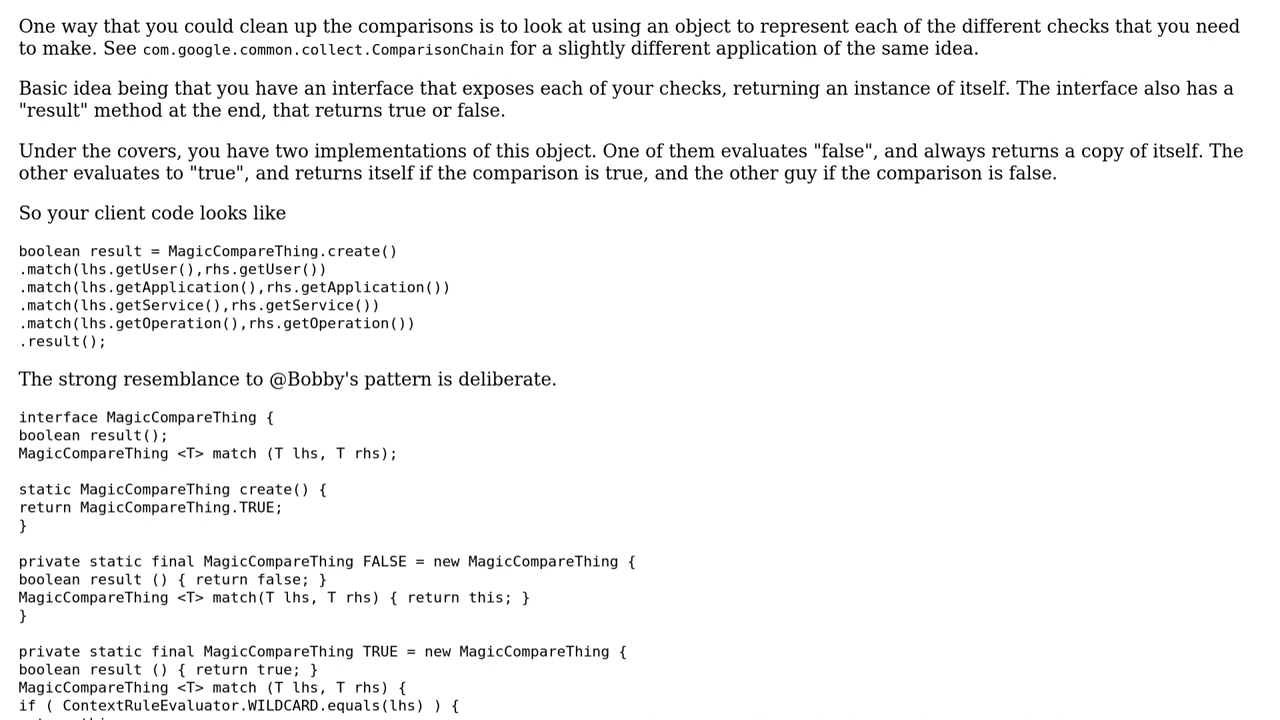 One way that you could clean up the comparisons is to look at using an object to represent each of the different checks that you need
to make. See com.google.common.collect.ComparisonChain for a slightly different application of the same idea.
Basic idea being that you have an interface that exposes each of your checks, returning an instance of itself. The interface also has a
"result" method at the end, that returns true or false.
Under the covers, you have two implementations of this object. One of them evaluates "false", and always returns a copy of itself. The
other evaluates to "true", and returns itself if the comparison is true, and the other guy if the comparison is false.
So your client code looks like
boolean result = MagicCompareThing.create()
.match(lhs.getUser(),rhs.getUser())
.match(lhs.getApplication(),rhs.getApplication())
.match(lhs.getService(),rhs.getService())
.match(lhs.getOperation(),rhs.getOperation())
.result();
The strong resemblance to @Bobby's pattern is deliberate.
interface MagicCompareThing {
boolean result();
MagicCompareThing <T> match (T lhs, T rhs);
static MagicCompareThing create() {
return MagicCompareThing.TRUE;
}
private static final MagicCompareThing FALSE = new MagicCompareThing {
boolean result () { return false; }
MagicCompareThing <T> match(T lhs, T rhs) { return this; }
}
private static final MagicCompareThing TRUE = new MagicCompareThing {
boolean result () { return true; }
MagicCompareThing <T> match (T lhs, T rhs) {
if ( ContextRuleEvaluator.WILDCARD.equals(lhs) ) {